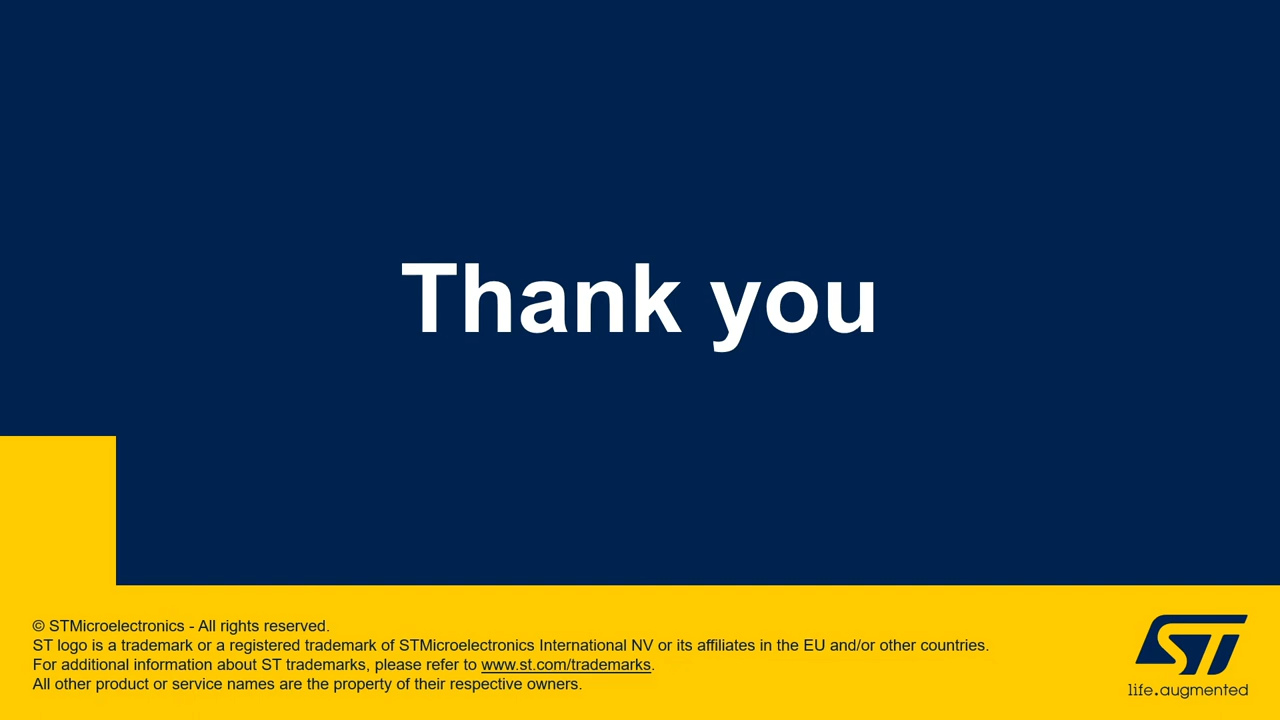 Thank you
© STMicroelectronics - All rights reserved.
ST logo is a trademark or a registered trademark of STMicroelectronics International NV or its affiliates in the EU and/or other countries.
For additional information about ST trademarks, please refer to www.st.com/trademarks.
All other product or service names are the property of their respective owners.
ST
life.augmented